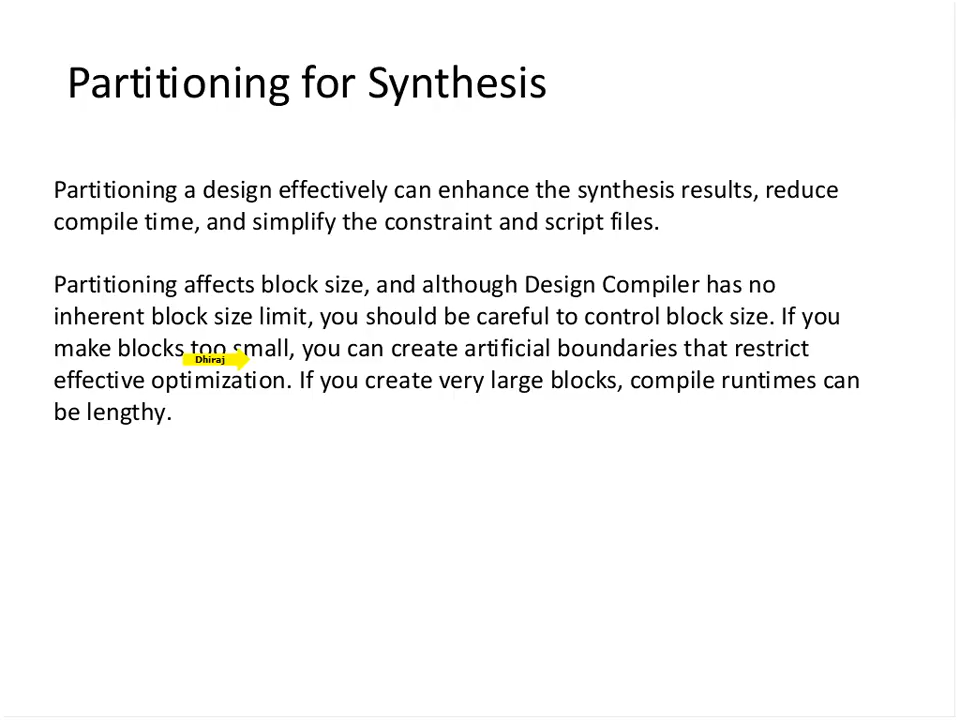 Partitioning for Synthesis
Partitioning a design effectively can enhance the synthesis results, reduce
compile time, and simplify the constraint and script files.
Partitioning affects block size, and although Design Compiler has no
inherent block size limit, you should be careful to control block size. If you
make blocks too small, you can create artificial boundaries that restrict
Dhiraj
effective optimization. If you create very large blocks, compile runtimes can
be lengthy.